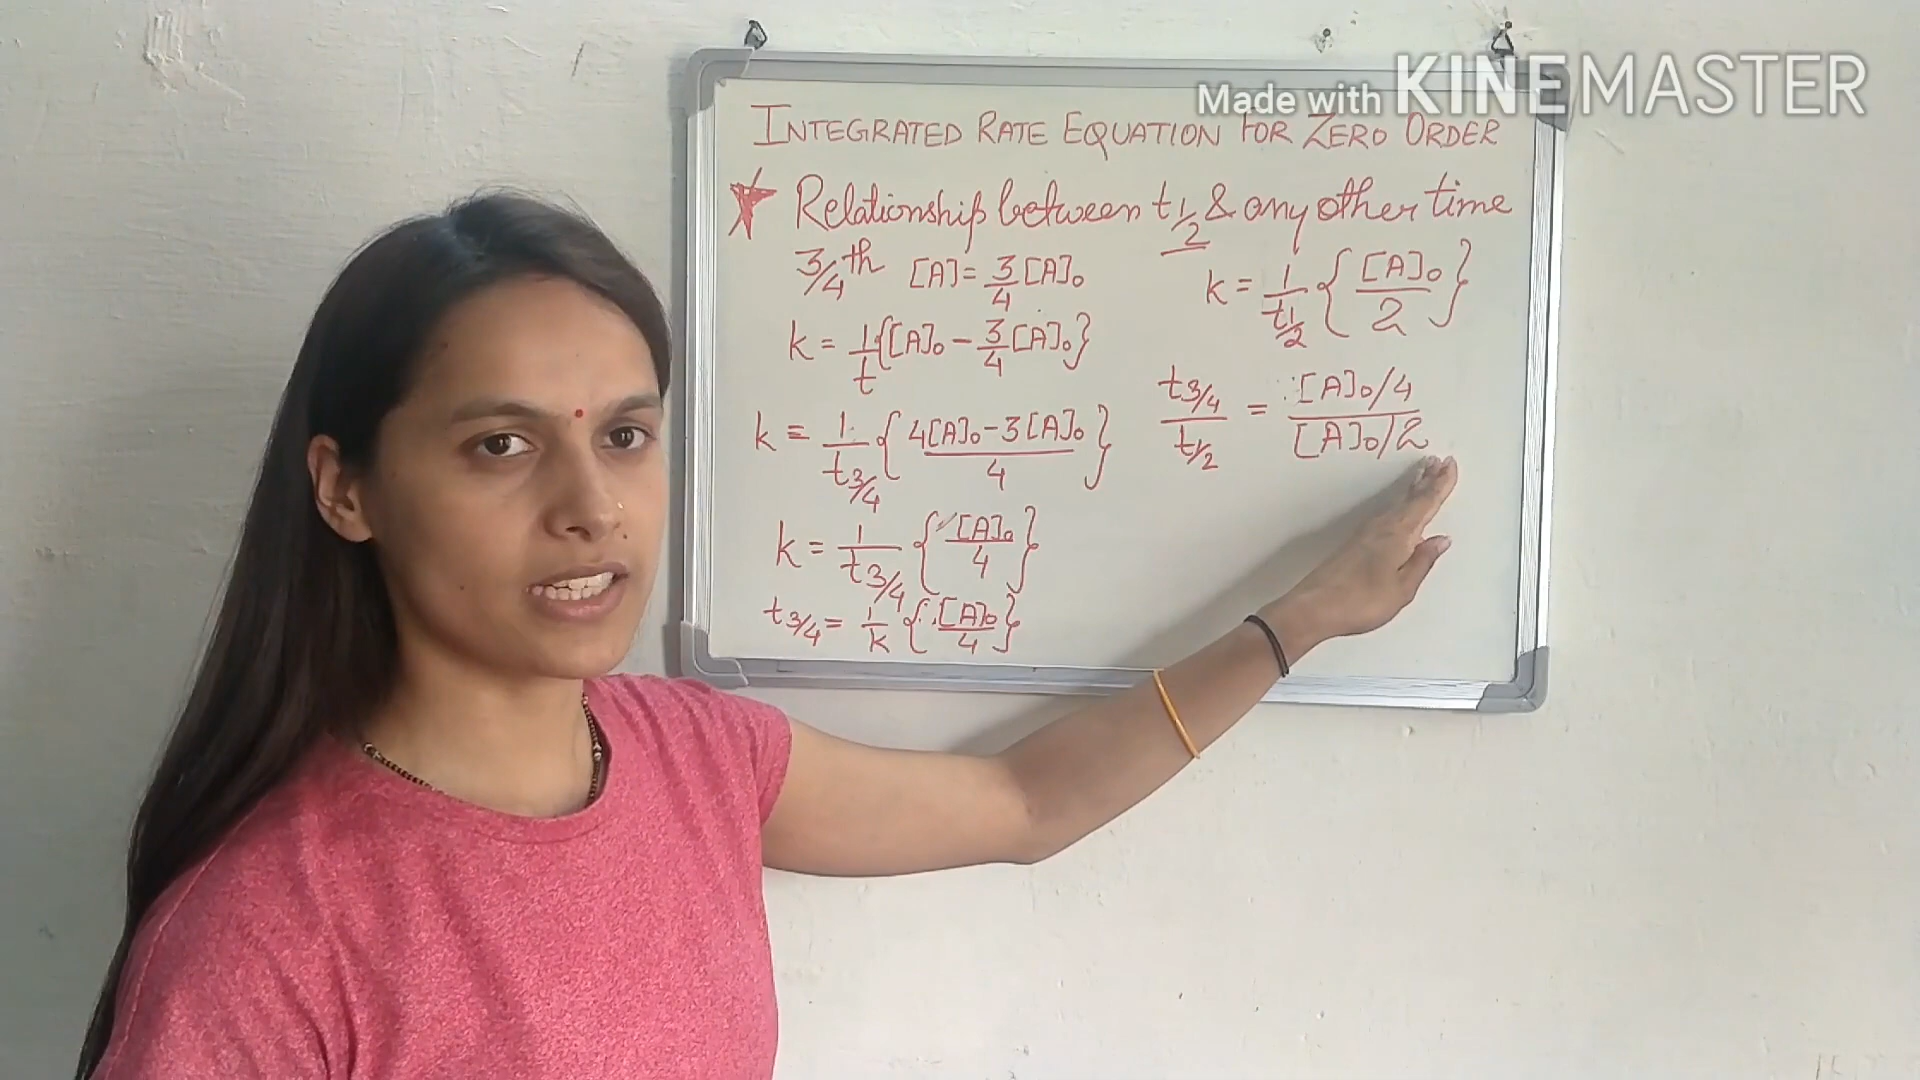 Made with KINEMASTER
INTEGRATED RATE EQUATION FOR ZERO ORDER
★ Relationship between t1/2 & any other time
3/4th [A]=3/4[A]₀
k = 1/t{[A]₀ - 3/4[A]₀}
k = 1/t3/4 {4[A]₀-3[A]₀/4}
k = 1/t3/4 {[A]₀/4}
t3/4 = 1/k {[A]₀/4}
k = 1/t1/2 {[A]₀/2}
t3/4/t1/2 = [A]₀/4/[A]₀/2